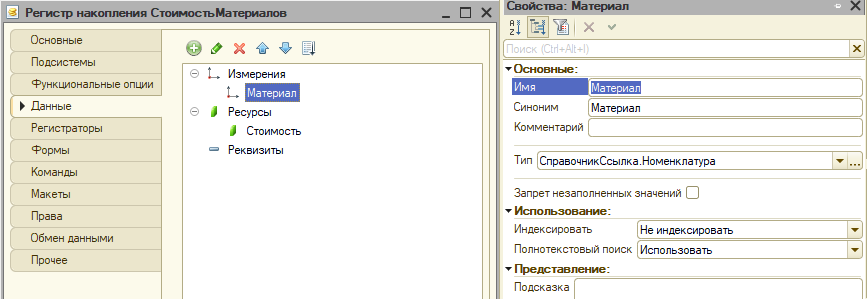 Регистр накопления СтоимостьМатериалов
Основные
Подсистемы
Функциональные опции
Данные
Регистраторы
Формы
Команды
Макеты
Права
Обмен данными
Прочее
Измерения
Материал
Ресурсы
Стоимость
Реквизиты
Свойства: Материал
Поиск (Ctrl+Alt+I)
Основные:
Имя Материал
Синоним Материал
Комментарий
Тип СправочникСсылка.Номенклатура
Запрет незаполненных значений
Использование:
Индексировать Не индексировать
Полнотекстовый поиск Использовать
Представление:
Подсказка